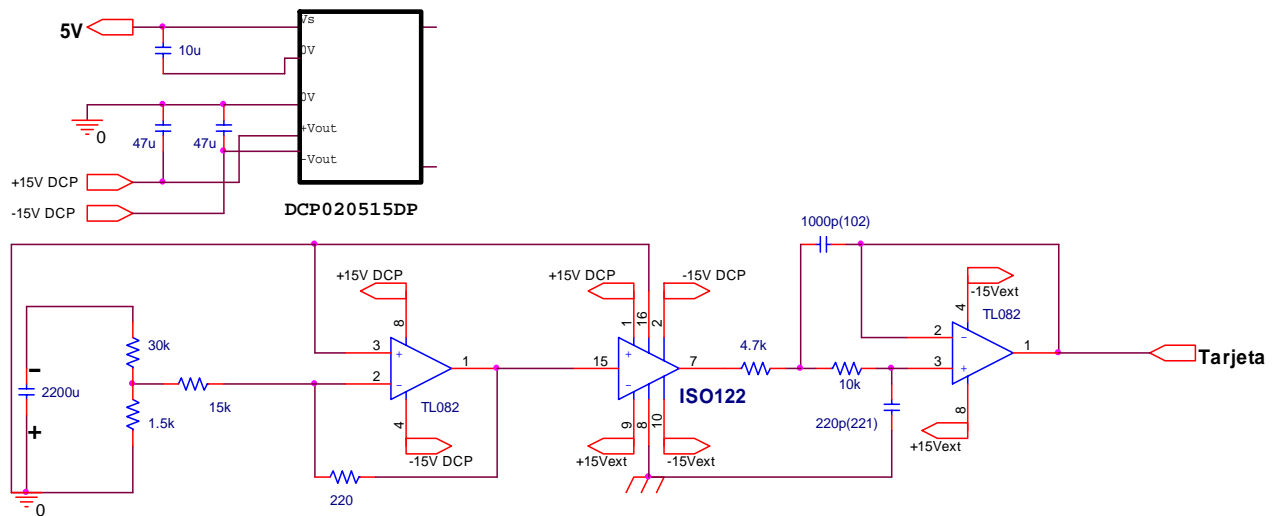 5V
10u
Vs
0V
0V
+Vout
-Vout
0
47u
47u
+15V DCP
-15V DCP
DCP020515DP
1000p(102)
+15V DCP
+15V DCP
-15V DCP
-15Vext
8
1
16
2
4
TL082
30k
3
+
1
15
+
7
4.7k
2
−
1
Tarjeta
-
2200u
15k
2
−
−
ISO122
10k
3
+
+
1.5k
TL082
4
9
8
10
220p(221)
8
-15V DCP
+15Vext
-15Vext
+15Vext
220
0